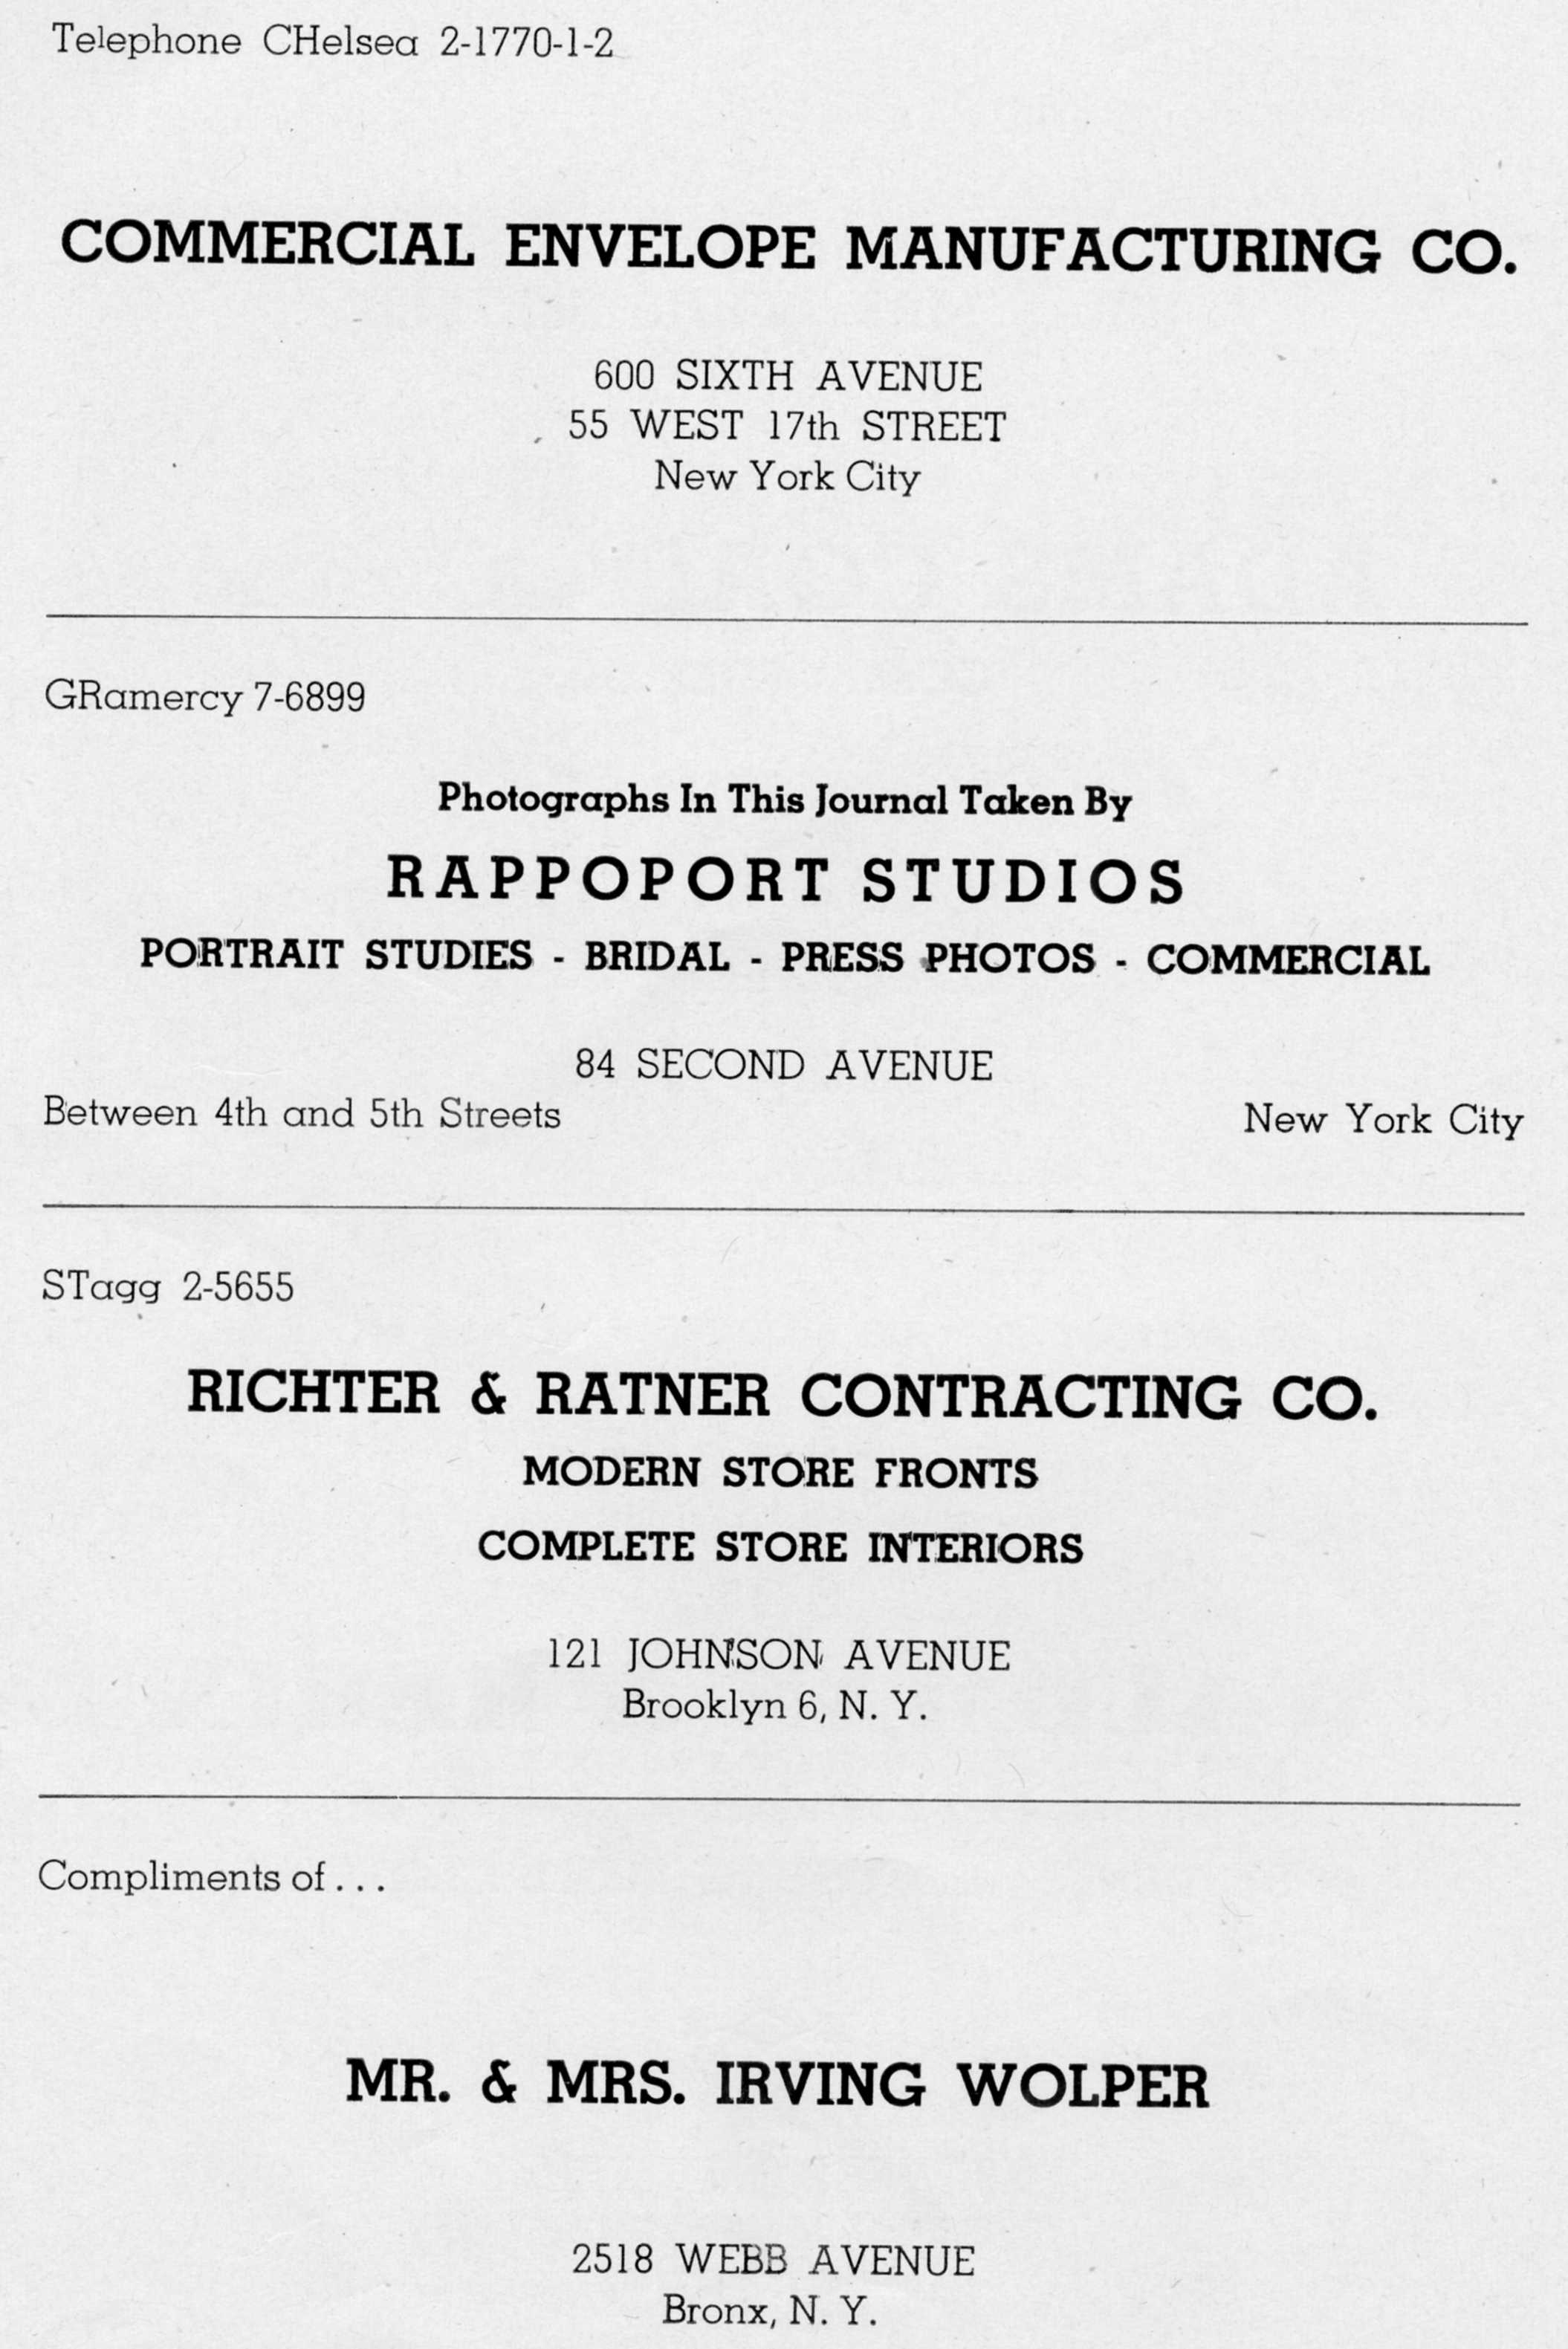 Telephone CHelsea 2-1770-1-2
COMMERCIAL ENVELOPE MANUFACTURING CO.
600 SIXTH AVENUE
55 WEST 17th STREET
New York City
GRamercy 7-6899
Photographs In This Journal Taken By
RAPPOPORT STUDIOS
PORTRAIT STUDIES - BRIDAL - PRESS PHOTOS - COMMERCIAL
84 SECOND AVENUE
Between 4th and 5th Streets New York City
STagg 2-5655
RICHTER & RATNER CONTRACTING CO.
MODERN STORE FRONTS
COMPLETE STORE INTERIORS
121 JOHNSON AVENUE
Brooklyn 6, N. Y.
Compliments of . . .
MR. & MRS. IRVING WOLPER
2518 WEBB AVENUE
Bronx, N. Y.